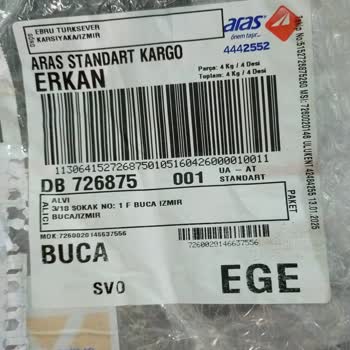 EBRU TURKSEVER
KARSIYAKA/IZMIR
aras
önem taşır...
4442552
ARAS STANDART KARGO
ERKAN
Parça: 4 Kg / 4 Desi
Toplam: 4 Kg / 4 Desi
1130641527268750105160426000010011
DB 726875 001
UA - AT
STANDART
ALICI
ALVI
3/18 SOKAK NO: 1 F BUCA IZMIR
BUCA/IZMIR
PAKET
MOK:7260020146637556
BUCA
7260020146637556
SVO
EGE